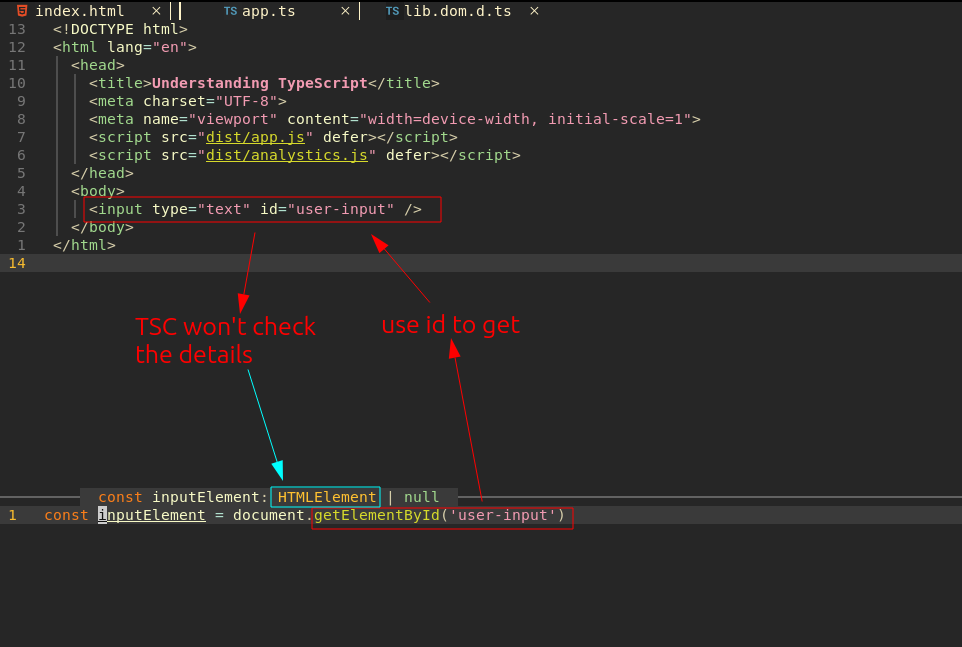 index.html × TS app.ts × TS lib.dom.d.ts ×
13 <!DOCTYPE html>
12 <html lang="en">
11 <head>
10 <title>Understanding TypeScript</title>
9 <meta charset="UTF-8">
8 <meta name="viewport" content="width=device-width, initial-scale=1">
7 <script src="dist/app.js" defer></script>
6 <script src="dist/analystics.js" defer></script>
5 </head>
4 <body>
3 <input type="text" id="user-input" />
2 </body>
1 </html>
14
TSC won't check
the details
use id to get
const inputElement: HTMLElement | null
1 const inputElement = document.getElementById('user-input')